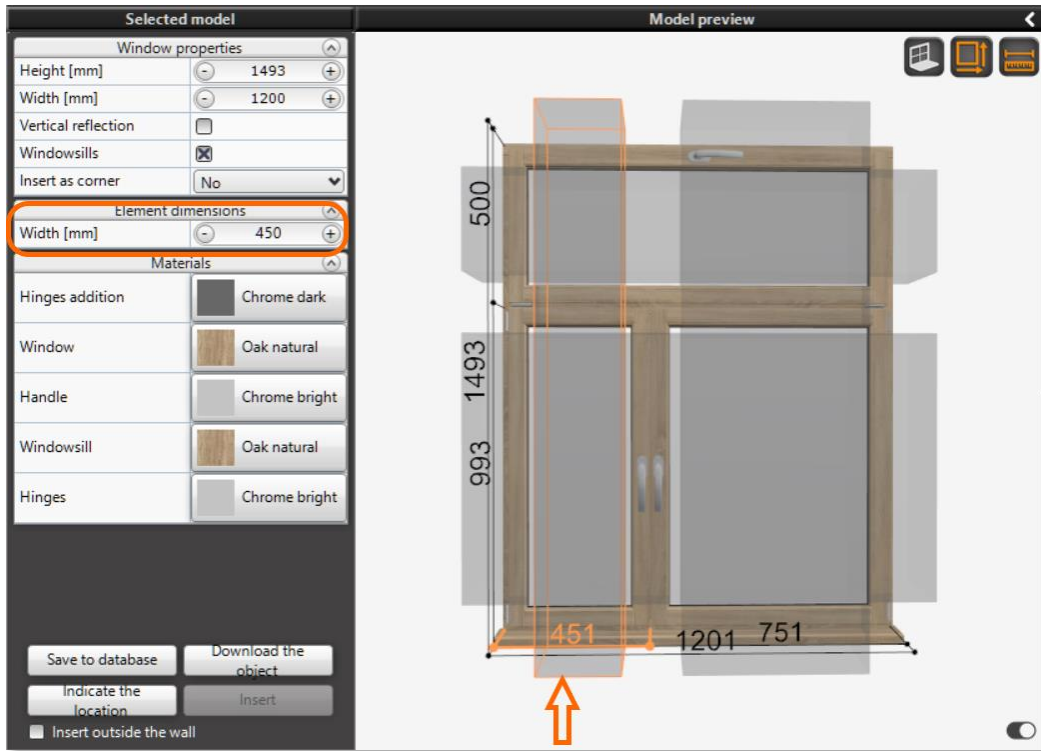 Selected model
Model preview
Window properties
Height [mm] - 1493 +
Width [mm] - 1200 +
Vertical reflection
Windowsills
Insert as corner No
Element dimensions
Width [mm] - 450 +
Materials
Hinges addition Chrome dark
Window Oak natural
Handle Chrome bright
Windowsill Oak natural
Hinges Chrome bright
Save to database
Download the
object
Indicate the
location
Insert
Insert outside the wall
500
1493
993
451
1201
751